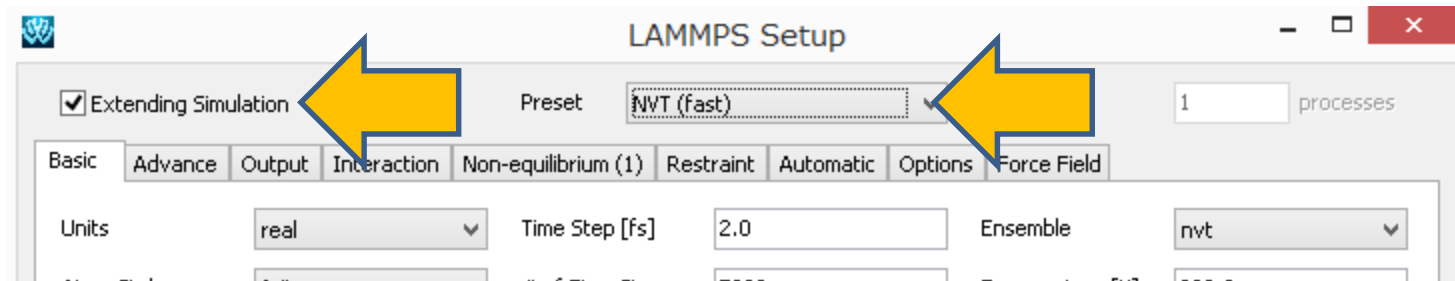 LAMMPS Setup
Extending Simulation Preset NVT (fast) 1 processes
Basic Advance Output Interaction Non-equilibrium (1) Restraint Automatic Options Force Field
Units real Time Step [fs] 2.0 Ensemble nvt